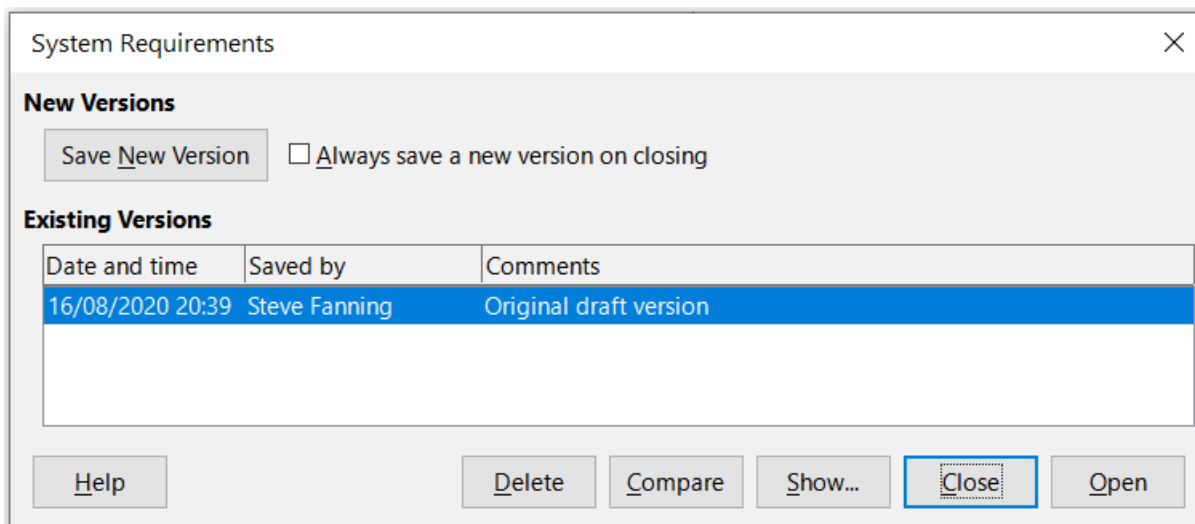 System Requirements
New Versions
Save New Version Always save a new version on closing
Existing Versions
Date and time Saved by Comments
16/08/2020 20:39 Steve Fanning Original draft version
Help Delete Compare Show... Close Open